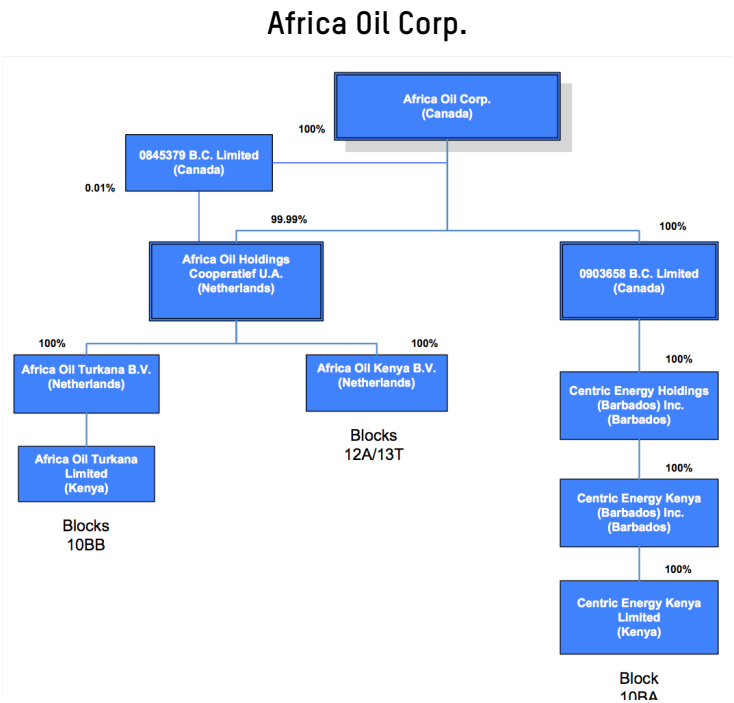 Africa Oil Corp.
Africa Oil Corp.
(Canada)
100%
0845379 B.C. Limited
(Canada)
0.01%
99.99%
100%
Africa Oil Holdings
Cooperatief U.A.
(Netherlands)
0903658 B.C. Limited
(Canada)
100%
Africa Oil Turkana B.V.
(Netherlands)
100%
Africa Oil Kenya B.V.
(Netherlands)
Blocks
12A/13T
Africa Oil Turkana
Limited
(Kenya)
Blocks
10BB
100%
Centric Energy Holdings
(Barbados) Inc.
(Barbados)
100%
Centric Energy Kenya
(Barbados) Inc.
(Barbados)
100%
Centric Energy Kenya
Limited
(Kenya)
Block
10BA